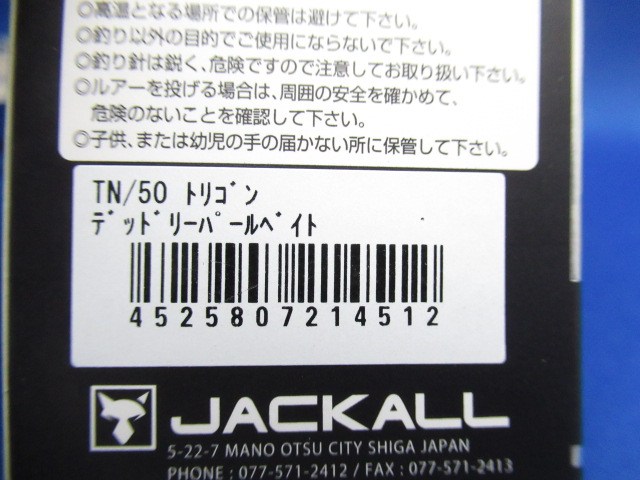 ◎高温となる場所での保管は避けて下さい。
◎釣り以外の目的でご使用にならないで下さい。
◎釣り針は鋭く、危険ですので注意してお取り扱い下さい。
◎ルアーを投げる場合は、周囲の安全を確かめて、
危険のないことを確認して下さい。
◎子供、または幼児の手の届かない所に保管して下さい。
TN/50 ﾄﾘｺﾞﾝ
ﾃﾞｯﾄﾞﾘｰﾊﾟｰﾙﾍﾞｲﾄ
4525807214512
JACKALL
5-22-7 MANO OTSU CITY SHIGA JAPAN
PHONE : 077-571-2412 / FAX : 077-571-2413